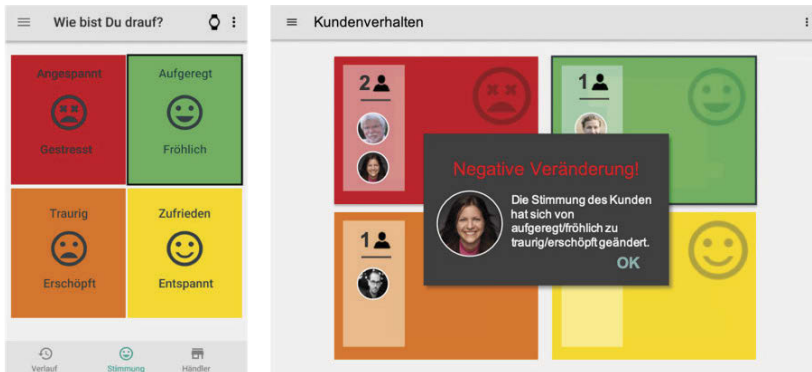 Wie bist Du drauf?
Angespannt
Gestresst
Aufgeregt
Fröhlich
Traurig
Erschöpft
Zufrieden
Entspannt
Verlauf
Stimmung
Händler
Kundenverhalten
2
1
1
Negative Veränderung!
Die Stimmung des Kunden
hat sich von
aufgeregt/fröhlich zu
traurig/erschöpft geändert.
OK